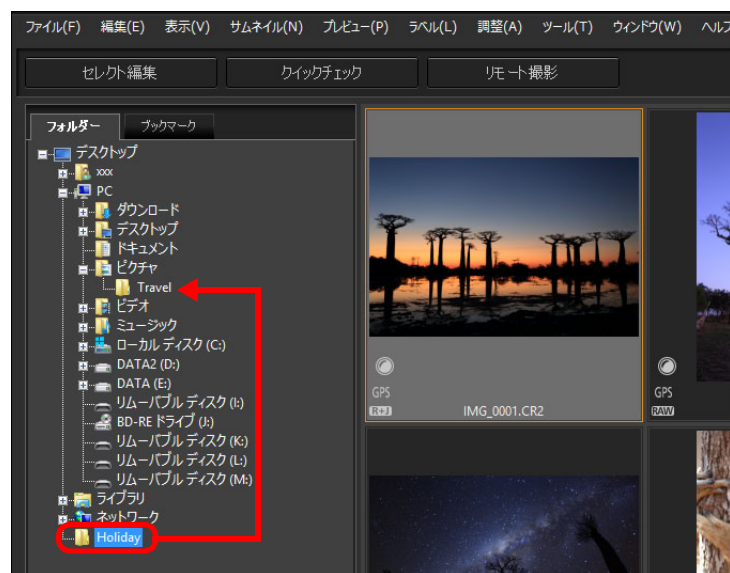 ファイル(F) 編集(E) 表示(V) サムネイル(N) プレビュー(P) ラベル(L) 調整(A) ツール(T) ウィンドウ(W) ヘルプ
セレクト編集 クイックチェック リモート撮影
フォルダー ブックマーク
デスクトップ
xxx
PC
ダウンロード
デスクトップ
ドキュメント
ピクチャ
Travel
ビデオ
ミュージック
ローカル ディスク (C:)
DATA2 (D:)
DATA (E:)
リムーバブル ディスク (I:)
BD-RE ドライブ (J:)
リムーバブル ディスク (K:)
リムーバブル ディスク (L:)
リムーバブル ディスク (M:)
ライブラリ
ネットワーク
Holiday
GPS
R+J IMG_0001.CR2
GPS
RAW